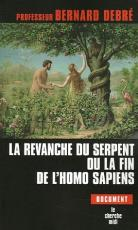 PROFESSEUR BERNARD DEBRÉ
LA REVANCHE DU SERPENT
OU LA FIN
DE L'HOMO SAPIENS
DOCUMENT
le
cherche
midi